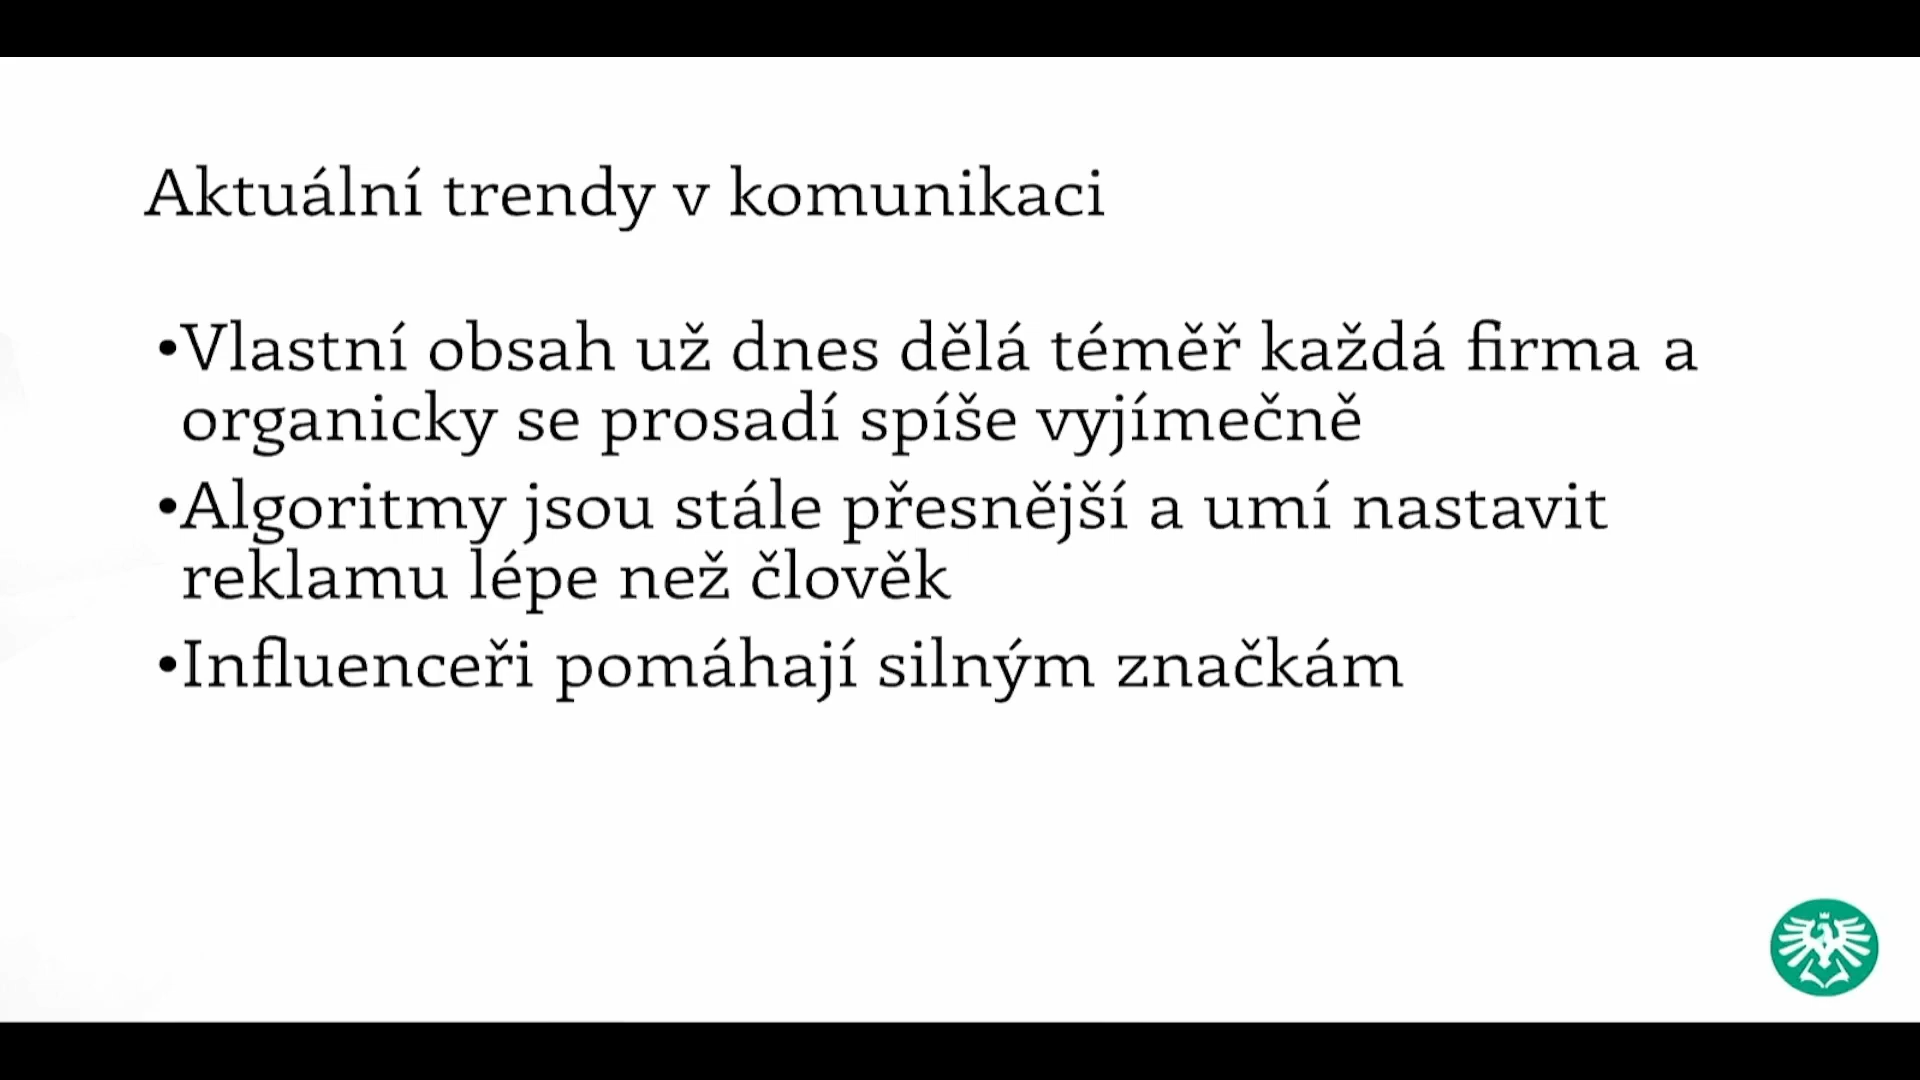 Aktuální trendy v komunikaci
•Vlastní obsah už dnes dělá téměř každá firma a
organicky se prosadí spíše vyjímečně
•Algoritmy jsou stále přesnější a umí nastavit
reklamu lépe než člověk
•Influenceři pomáhají silným značkám